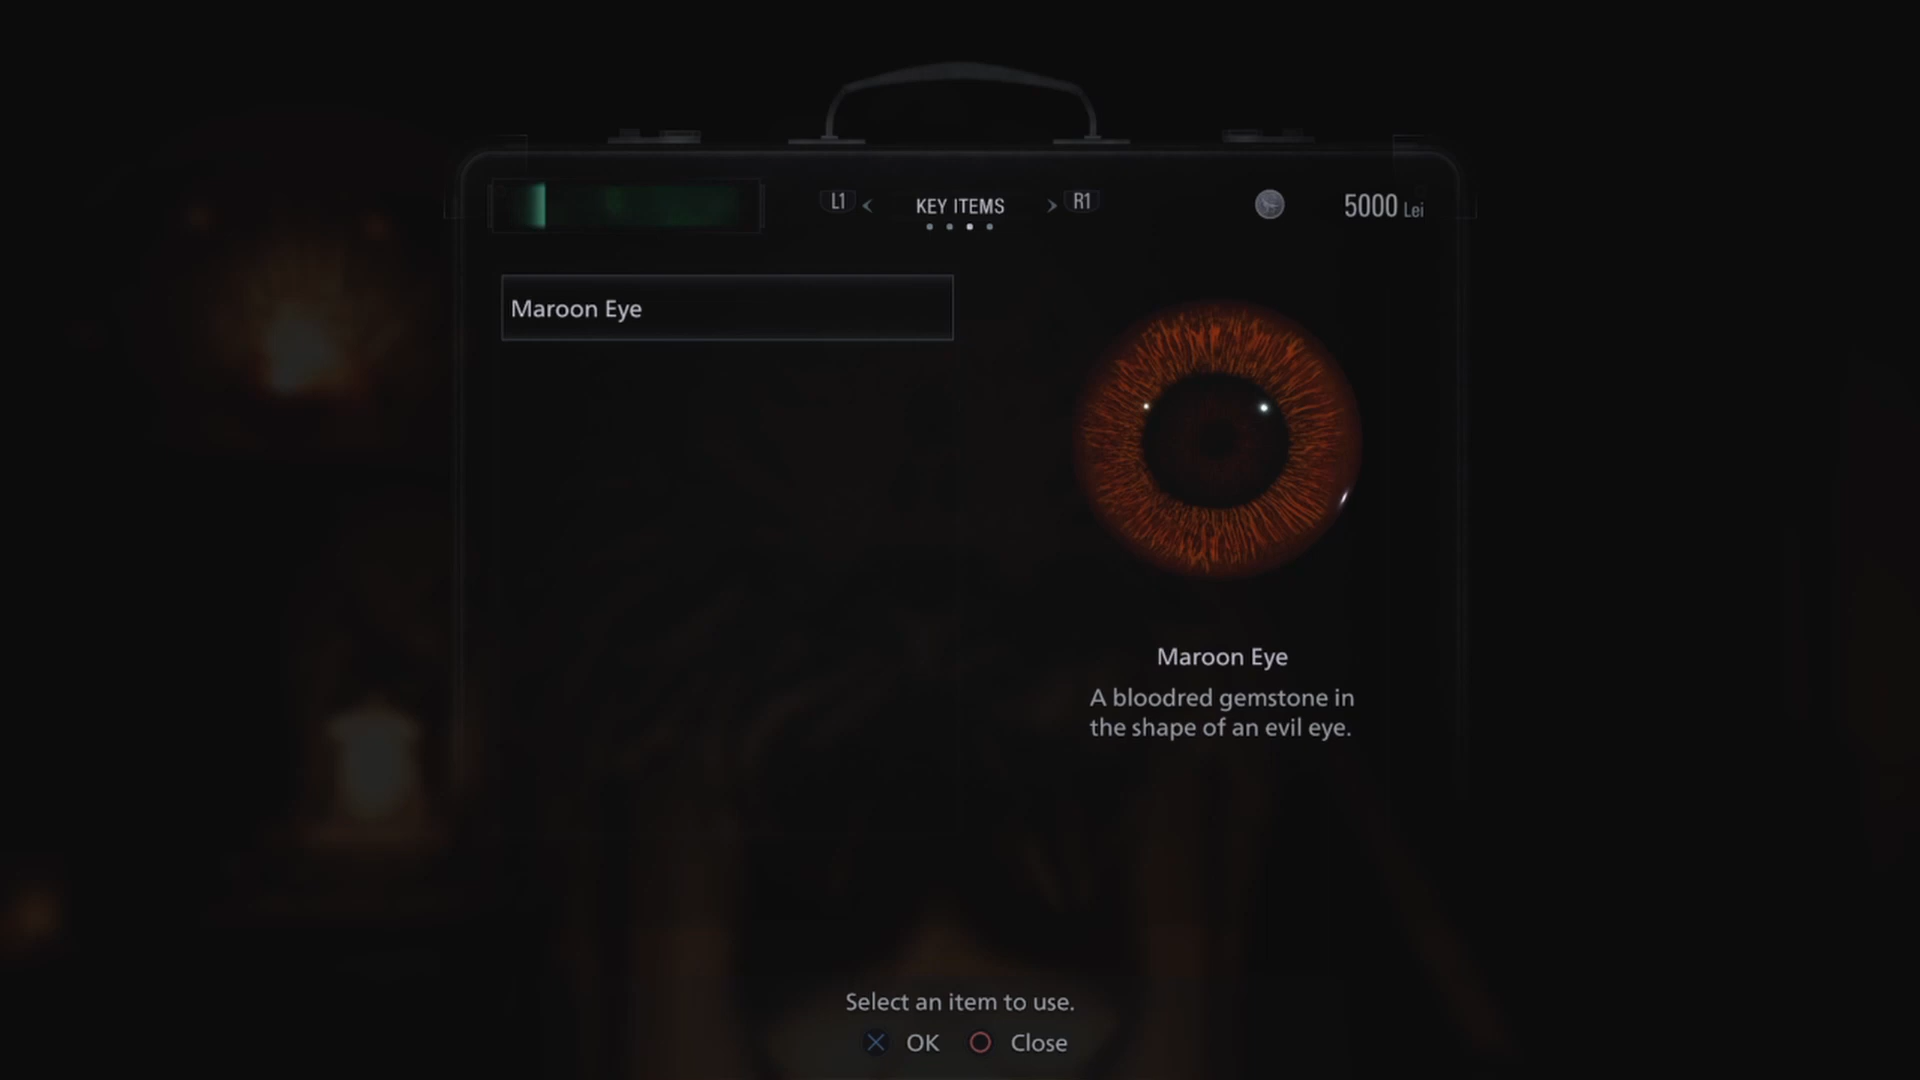 L1 < KEY ITEMS > R1
5000 Lei
Maroon Eye
Maroon Eye
A bloodred gemstone in
the shape of an evil eye.
Select an item to use.
OK Close